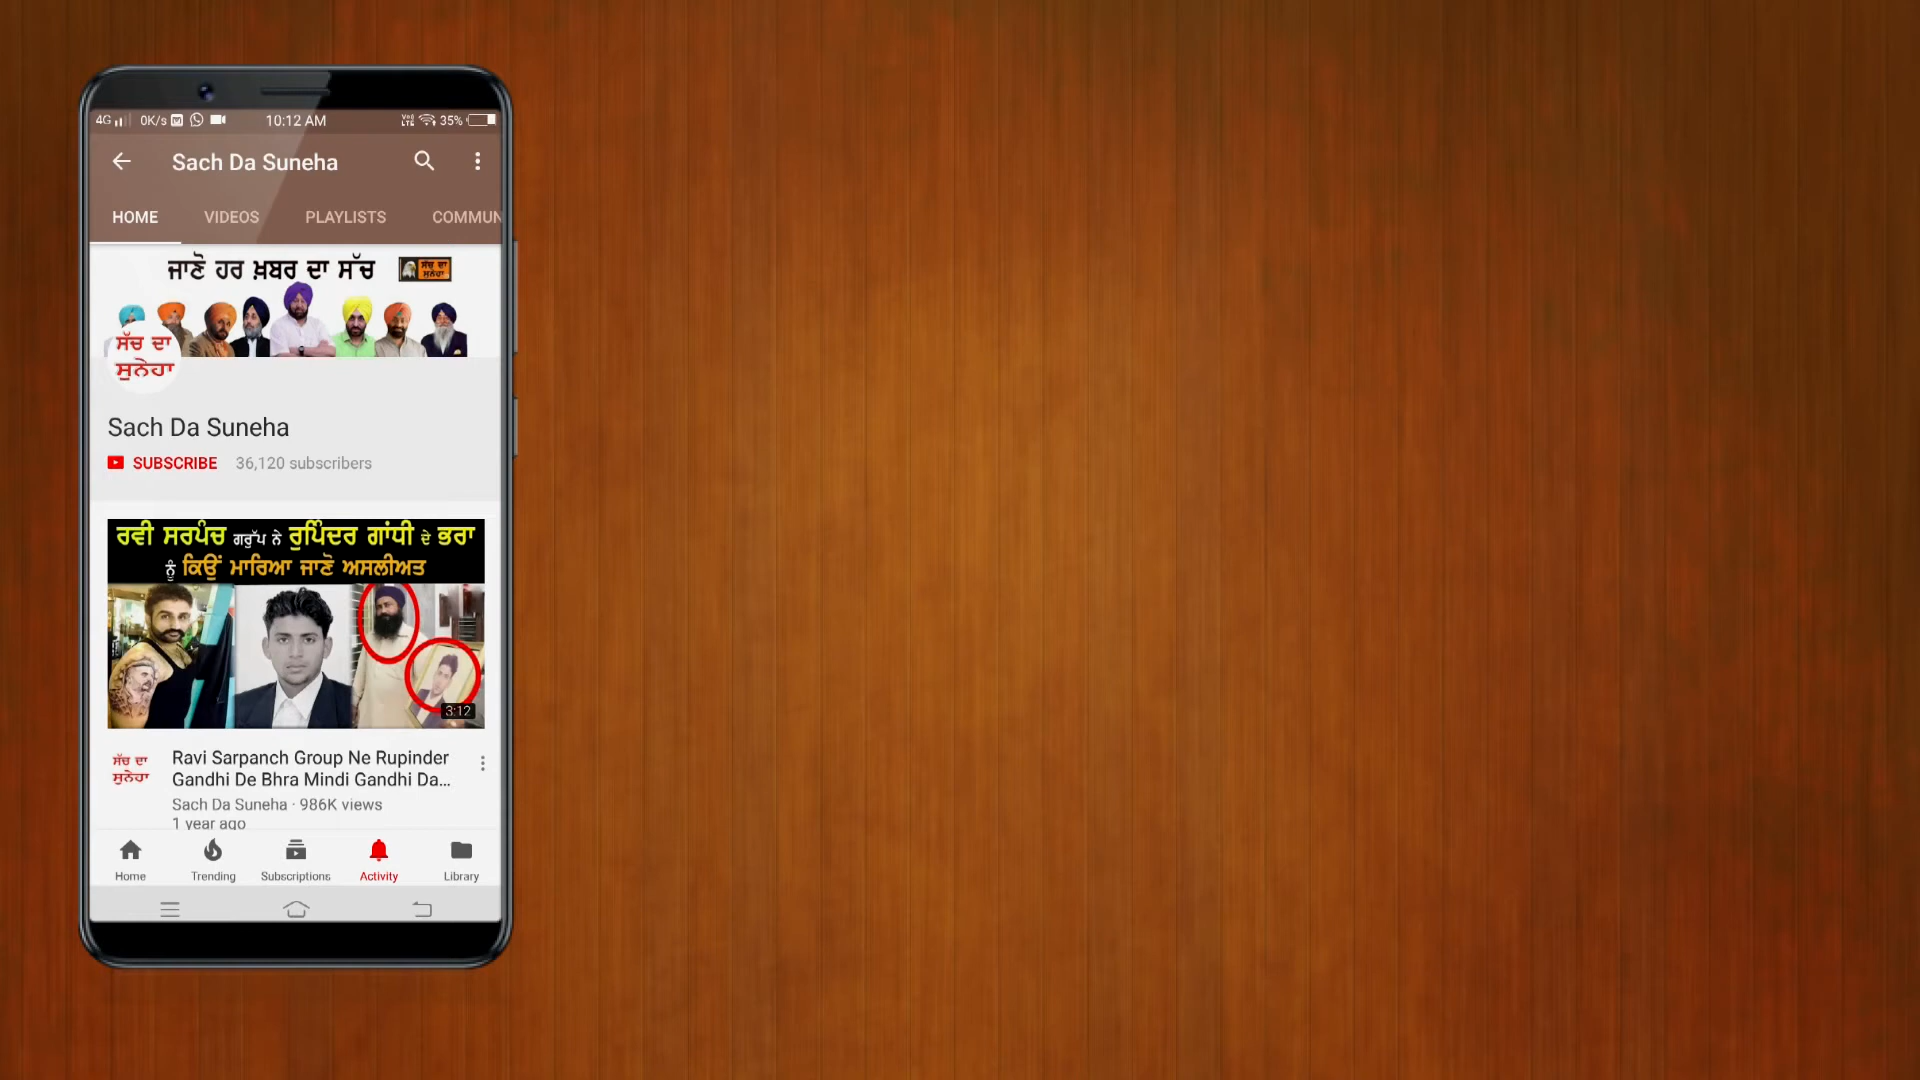 4G 0K/s 10:12 AM VoLTE 35%
Sach Da Suneha
HOME VIDEOS PLAYLISTS COMMUN
ਜਾਣੋ ਹਰ ਖ਼ਬਰ ਦਾ ਸੱਚ
ਸੱਚ ਦਾ
ਸੁਨੇਹਾ
ਸੱਚ ਦਾ
ਸੁਨੇਹਾ
Sach Da Suneha
SUBSCRIBE 36,120 subscribers
ਰਵੀ ਸਰਪੰਚ ਗਰੁੱਪ ਨੇ ਰੁਪਿੰਦਰ ਗਾਂਧੀ ਦੇ ਭਰਾ
ਨੂੰ ਕਿਉਂ ਮਾਰਿਆ ਜਾਣੋ ਅਸਲੀਅਤ
3:12
ਸੱਚ ਦਾ
ਸੁਨੇਹਾ
Ravi Sarpanch Group Ne Rupinder
Gandhi De Bhra Mindi Gandhi Da...
Sach Da Suneha · 986K views
1 year ago
Home Trending Subscriptions Activity Library